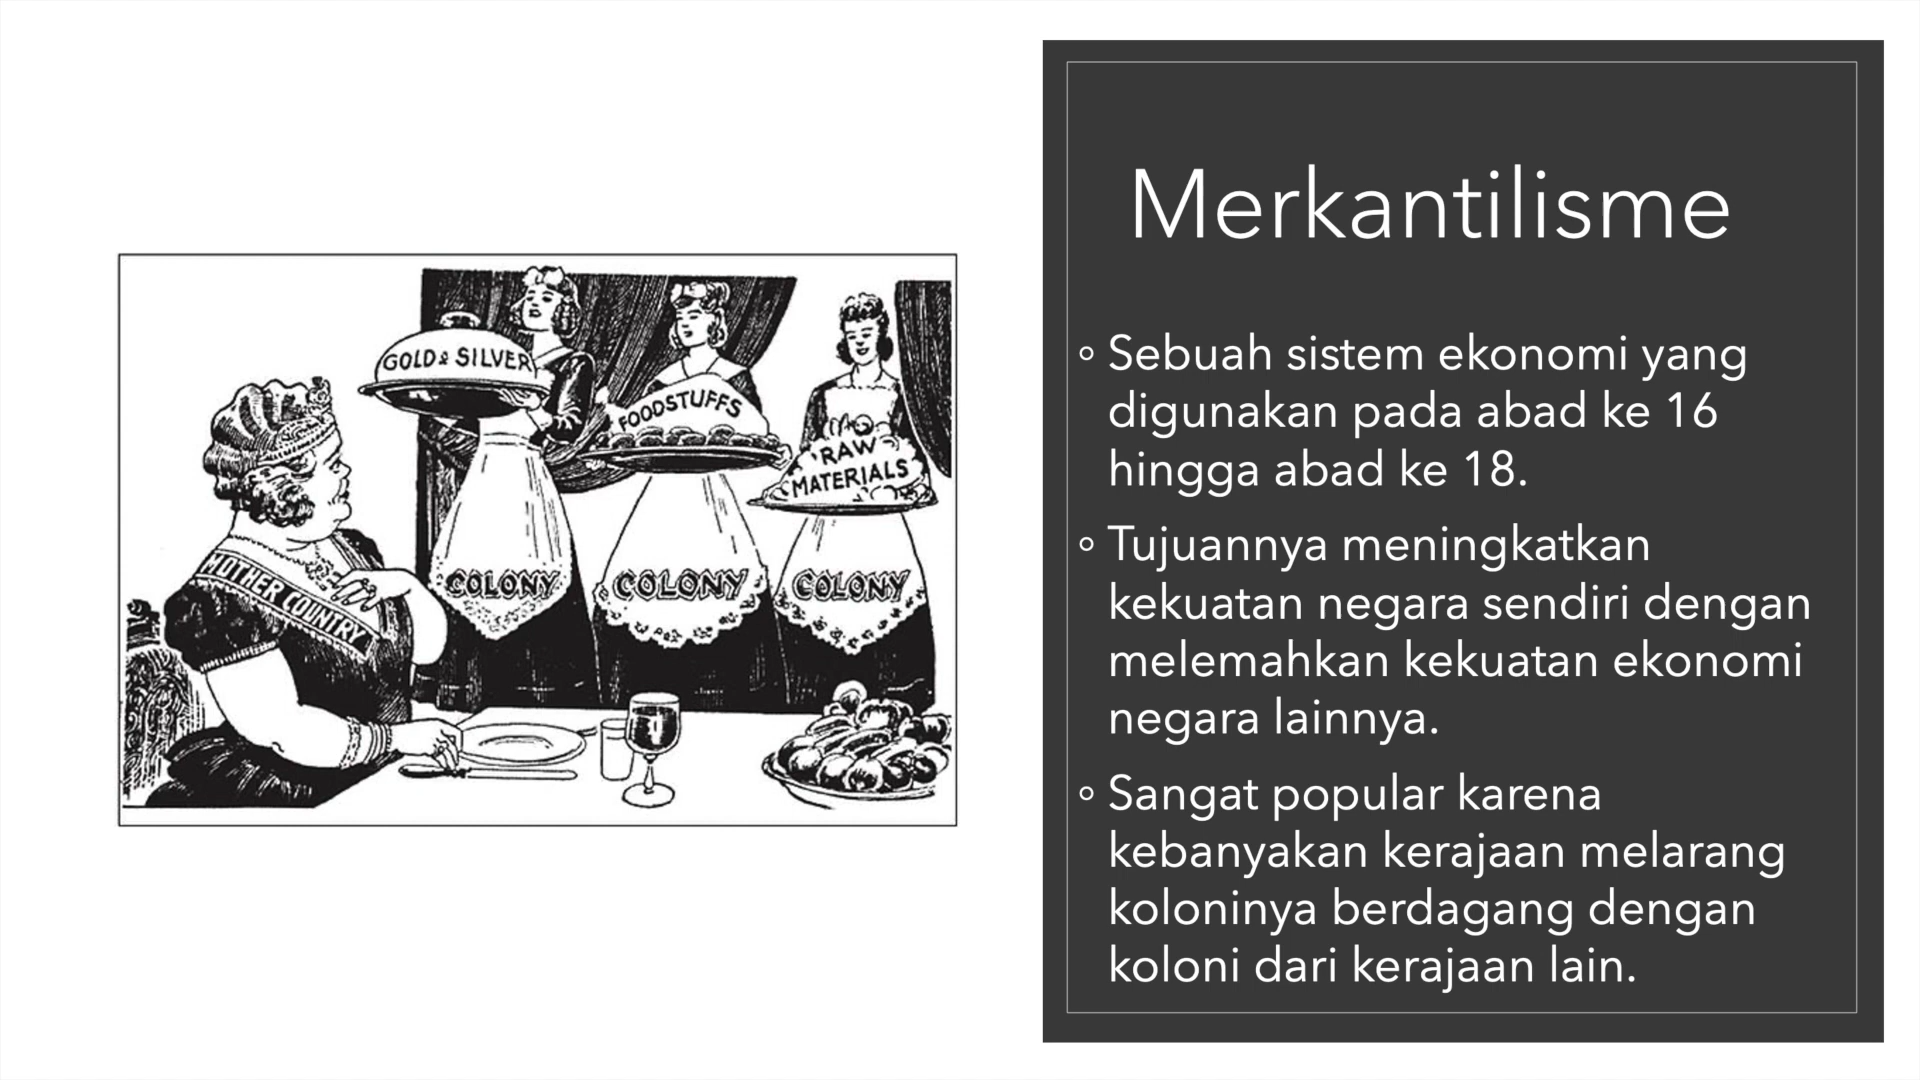 GOLD & SILVER
FOODSTUFFS
RAW
MATERIALS
MOTHER COUNTRY
COLONY
COLONY
COLONY
Merkantilisme
Sebuah sistem ekonomi yang
digunakan pada abad ke 16
hingga abad ke 18.
Tujuannya meningkatkan
kekuatan negara sendiri dengan
melemahkan kekuatan ekonomi
negara lainnya.
Sangat popular karena
kebanyakan kerajaan melarang
koloninya berdagang dengan
koloni dari kerajaan lain.